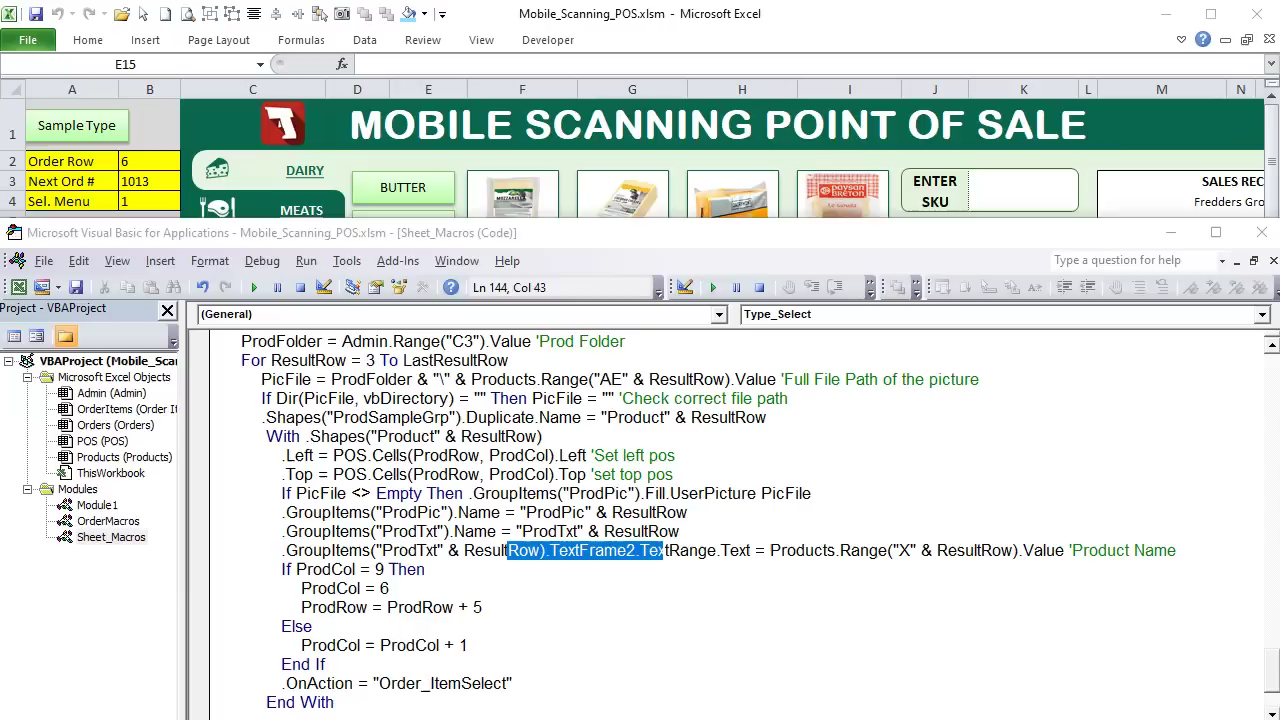 Mobile_Scanning_POS.xlsm - Microsoft Excel
File Home Insert Page Layout Formulas Data Review View Developer
E15 fx
A B C D E F G H I J K L M N
1 Sample Type MOBILE SCANNING POINT OF SALE
2 Order Row 6
3 Next Ord # 1013
4 Sel. Menu 1
DAIRY
MEATS
BUTTER
ENTER
SKU
SALES REC
Fredders Gro
Microsoft Visual Basic for Applications - Mobile_Scanning_POS.xlsm - [Sheet_Macros (Code)]
File Edit View Insert Format Debug Run Tools Add-Ins Window Help
Type a question for help
Ln 144, Col 43
Project - VBAProject
(General) Type_Select
VBAProject (Mobile_Scan
Microsoft Excel Objects
Admin (Admin)
OrderItems (Order It
Orders (Orders)
POS (POS)
Products (Products)
ThisWorkbook
Modules
Module1
OrderMacros
Sheet_Macros
ProdFolder = Admin.Range("C3").Value 'Prod Folder
For ResultRow = 3 To LastResultRow
PicFile = ProdFolder & "\" & Products.Range("AE" & ResultRow).Value 'Full File Path of the picture
If Dir(PicFile, vbDirectory) = "" Then PicFile = "" 'Check correct file path
.Shapes("ProdSampleGrp").Duplicate.Name = "Product" & ResultRow
With .Shapes("Product" & ResultRow)
.Left = POS.Cells(ProdRow, ProdCol).Left 'Set left pos
.Top = POS.Cells(ProdRow, ProdCol).Top 'set top pos
If PicFile <> Empty Then .GroupItems("ProdPic").Fill.UserPicture PicFile
.GroupItems("ProdPic").Name = "ProdPic" & ResultRow
.GroupItems("ProdTxt").Name = "ProdTxt" & ResultRow
.GroupItems("ProdTxt" & ResultRow).TextFrame2.TextRange.Text = Products.Range("X" & ResultRow).Value 'Product Name
If ProdCol = 9 Then
ProdCol = 6
ProdRow = ProdRow + 5
Else
ProdCol = ProdCol + 1
End If
.OnAction = "Order_ItemSelect"
End With